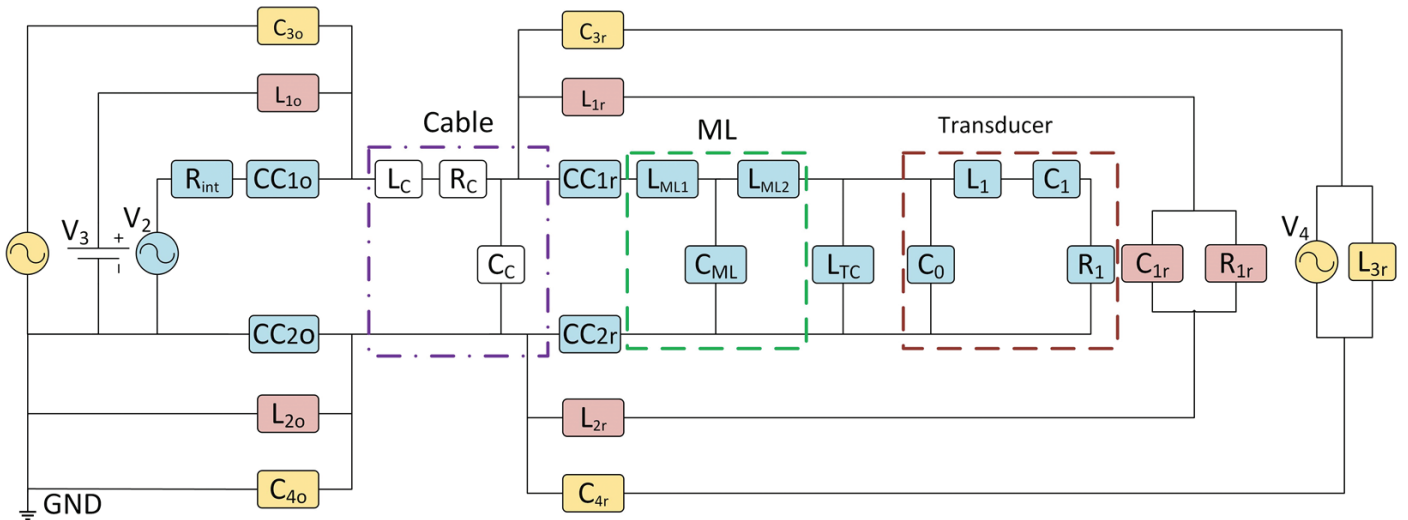 C3o
C3r
L1o
L1r
Cable
ML
Transducer
Rint
CC1o
LC
RC
CC1r
LML1
LML2
L1
C1
V3
+
-
V2
CC
CML
LTC
C0
R1
C1r
R1r
V4
L3r
CC2o
CC2r
L2o
L2r
C4o
C4r
GND